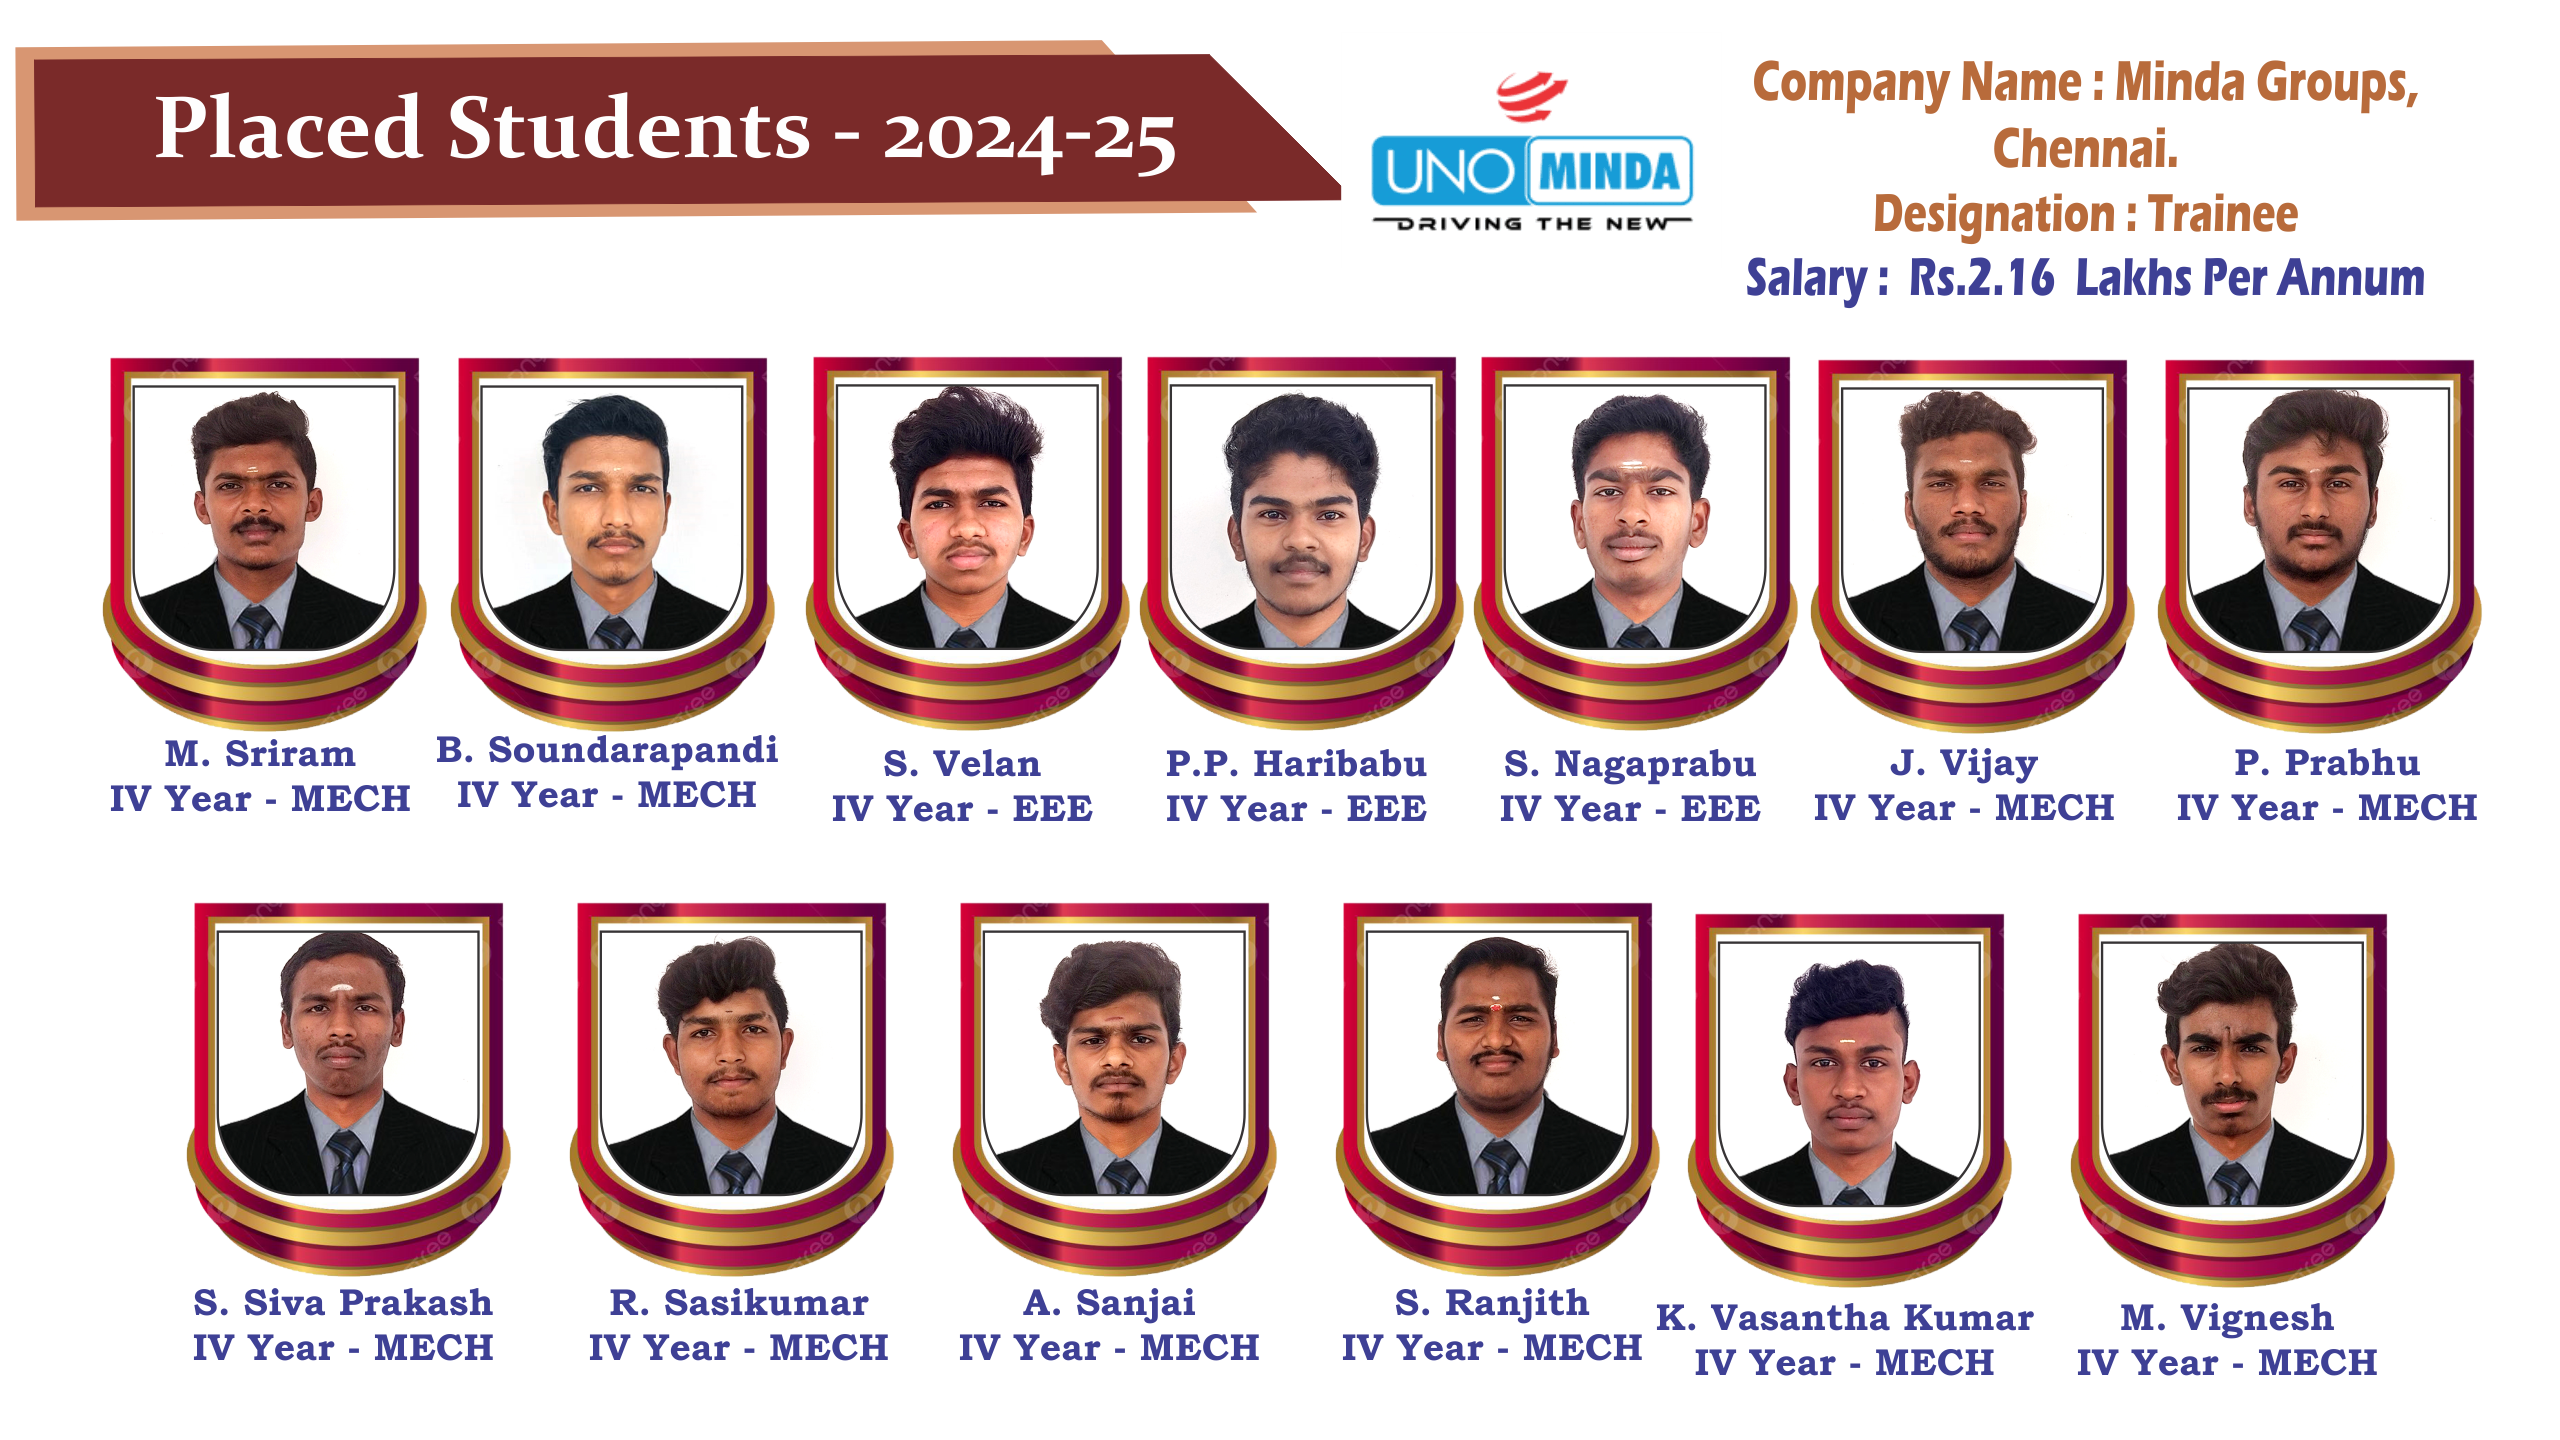 Placed Students - 2024-25
UNO MINDA
DRIVING THE NEW
Company Name : Minda Groups,
Chennai.
Designation : Trainee
Salary : Rs.2.16 Lakhs Per Annum
M. Sriram
IV Year - MECH
B. Soundarapandi
IV Year - MECH
S. Velan
IV Year - EEE
P.P. Haribabu
IV Year - EEE
S. Nagaprabu
IV Year - EEE
J. Vijay
IV Year - MECH
P. Prabhu
IV Year - MECH
S. Siva Prakash
IV Year - MECH
R. Sasikumar
IV Year - MECH
A. Sanjai
IV Year - MECH
S. Ranjith
IV Year - MECH
K. Vasantha Kumar
IV Year - MECH
M. Vignesh
IV Year - MECH